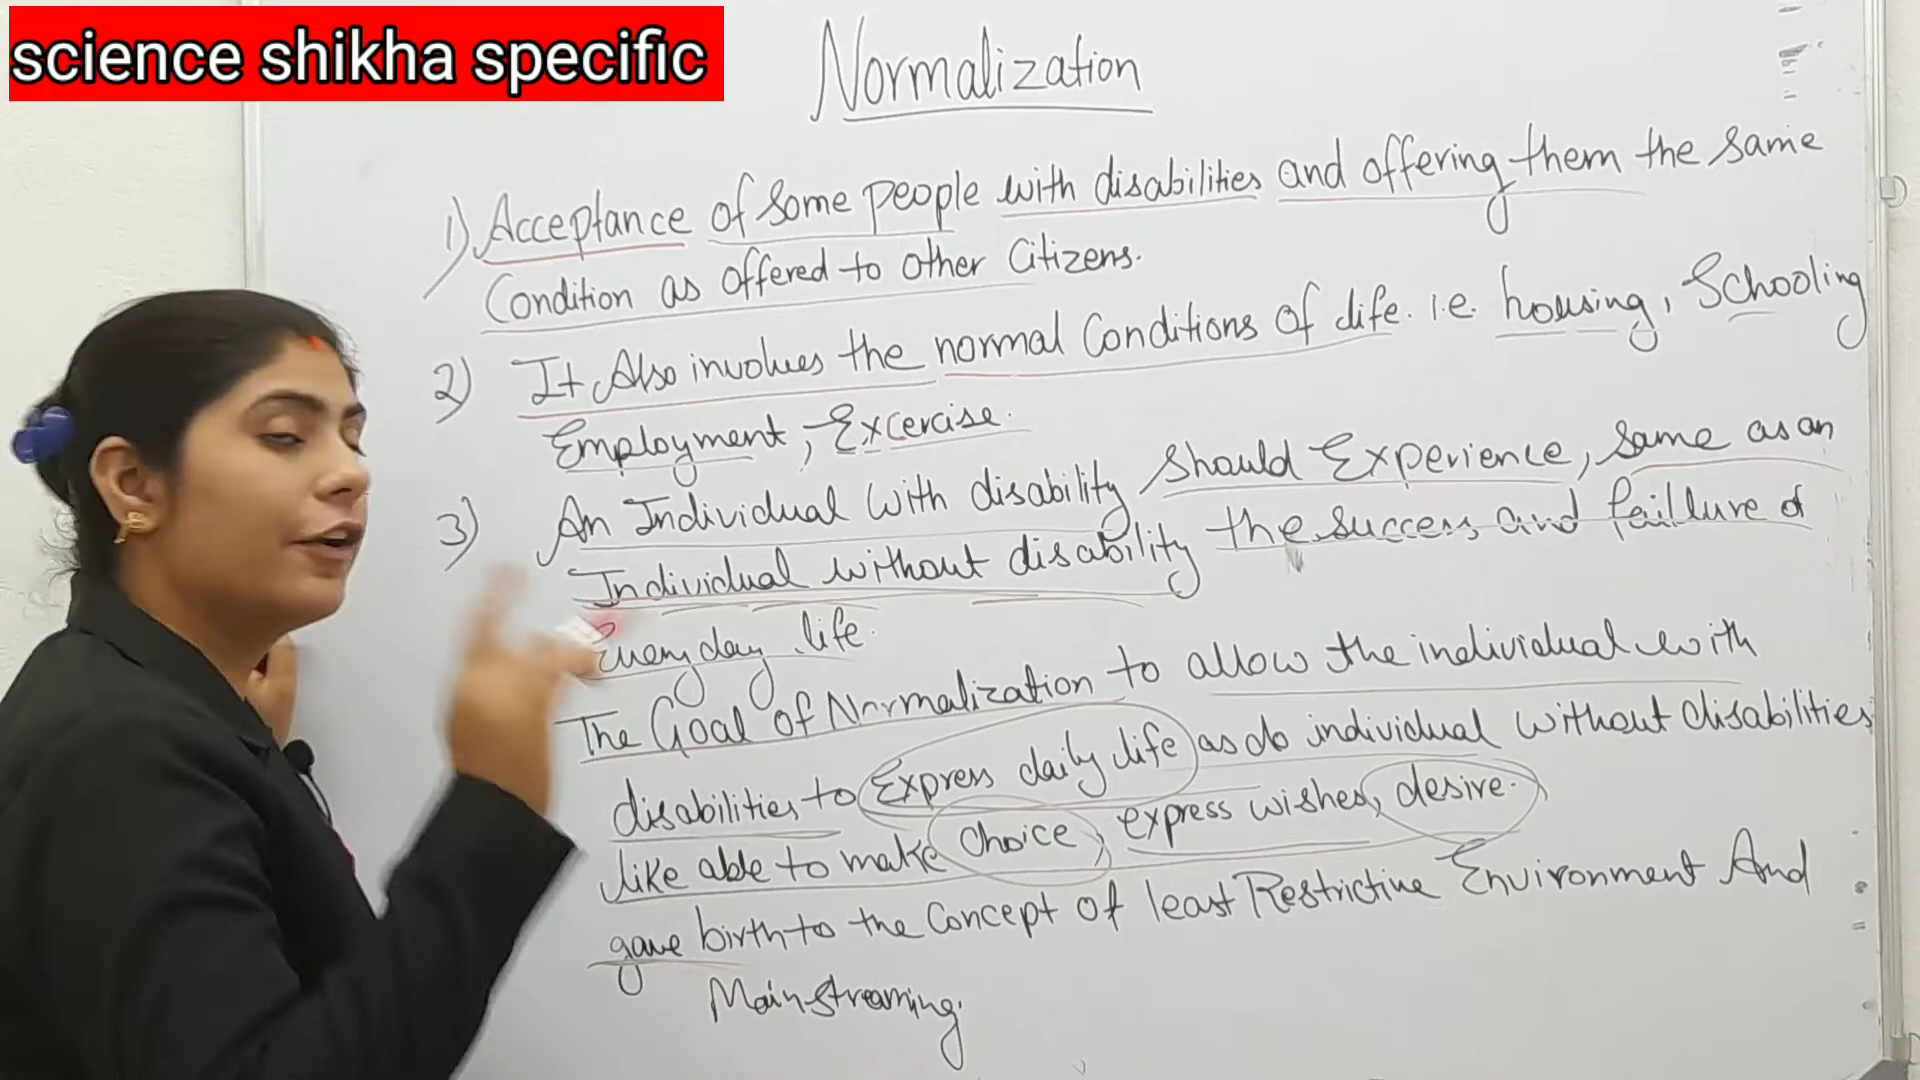 science shikha specific
Normalization
1) Acceptance of some people with disabilities and offering them the same
Condition as offered to other Citizens.
2) It Also involves the normal Conditions of life. i.e. housing, Schooling
Employment, Excercise.
3) An Individual with disability should Experience, same as an
Individual without disability the success and faillure of
everyday life.
The Goal of Normalization to allow the individual with
disabilities to Express daily life as do individual without disabilities
like able to make Choice, express wishes, desire.
gave birth to the Concept of least Restrictive Environment And
Mainstreaming.